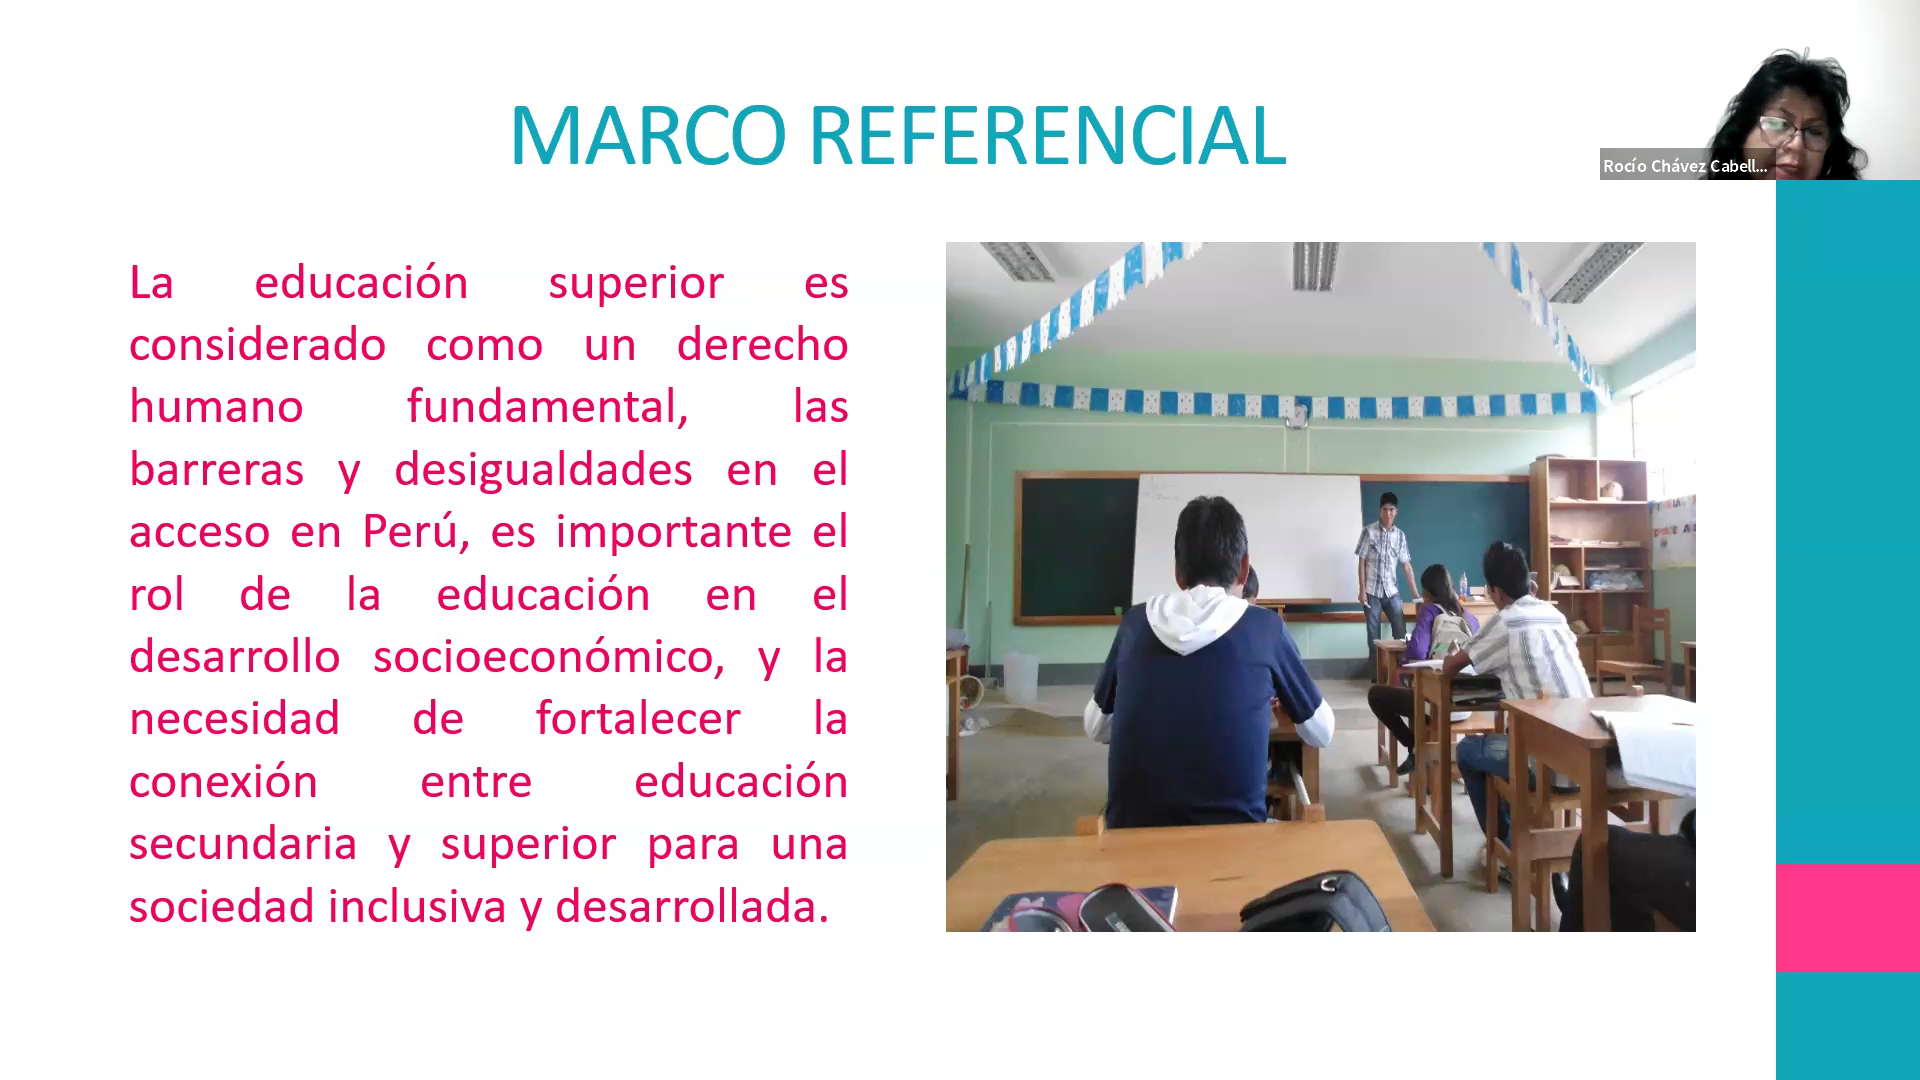 MARCO REFERENCIAL
Rocío Chávez Cabell...
La educación superior es
considerado como un derecho
humano fundamental, las
barreras y desigualdades en el
acceso en Perú, es importante el
rol de la educación en el
desarrollo socioeconómico, y la
necesidad de fortalecer la
conexión entre educación
secundaria y superior para una
sociedad inclusiva y desarrollada.